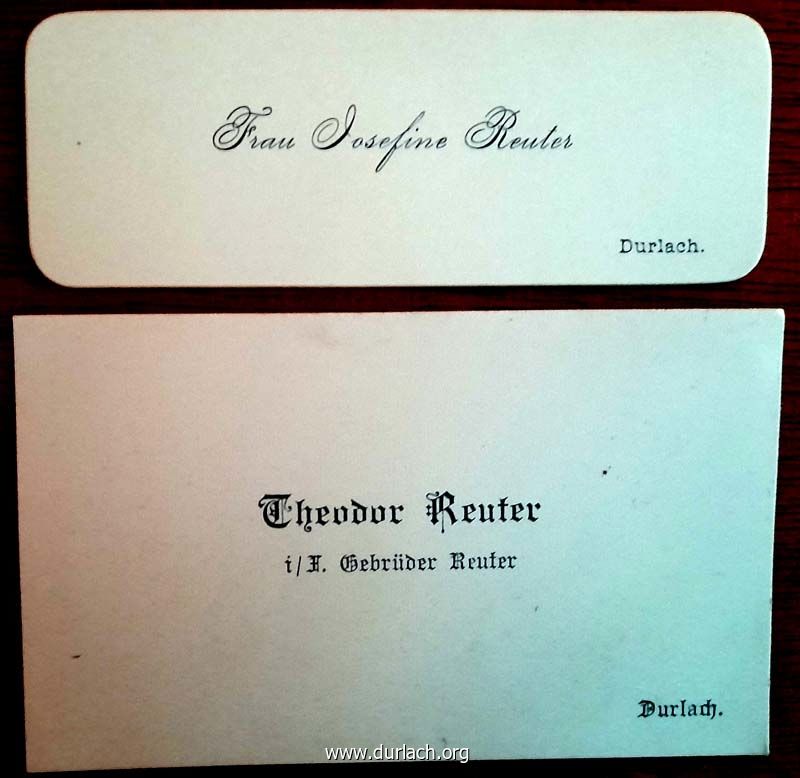 Frau Josefine Reuter
Durlach.
Theodor Reuter
i/F. Gebrüder Reuter
Durlach.
www.durlach.org